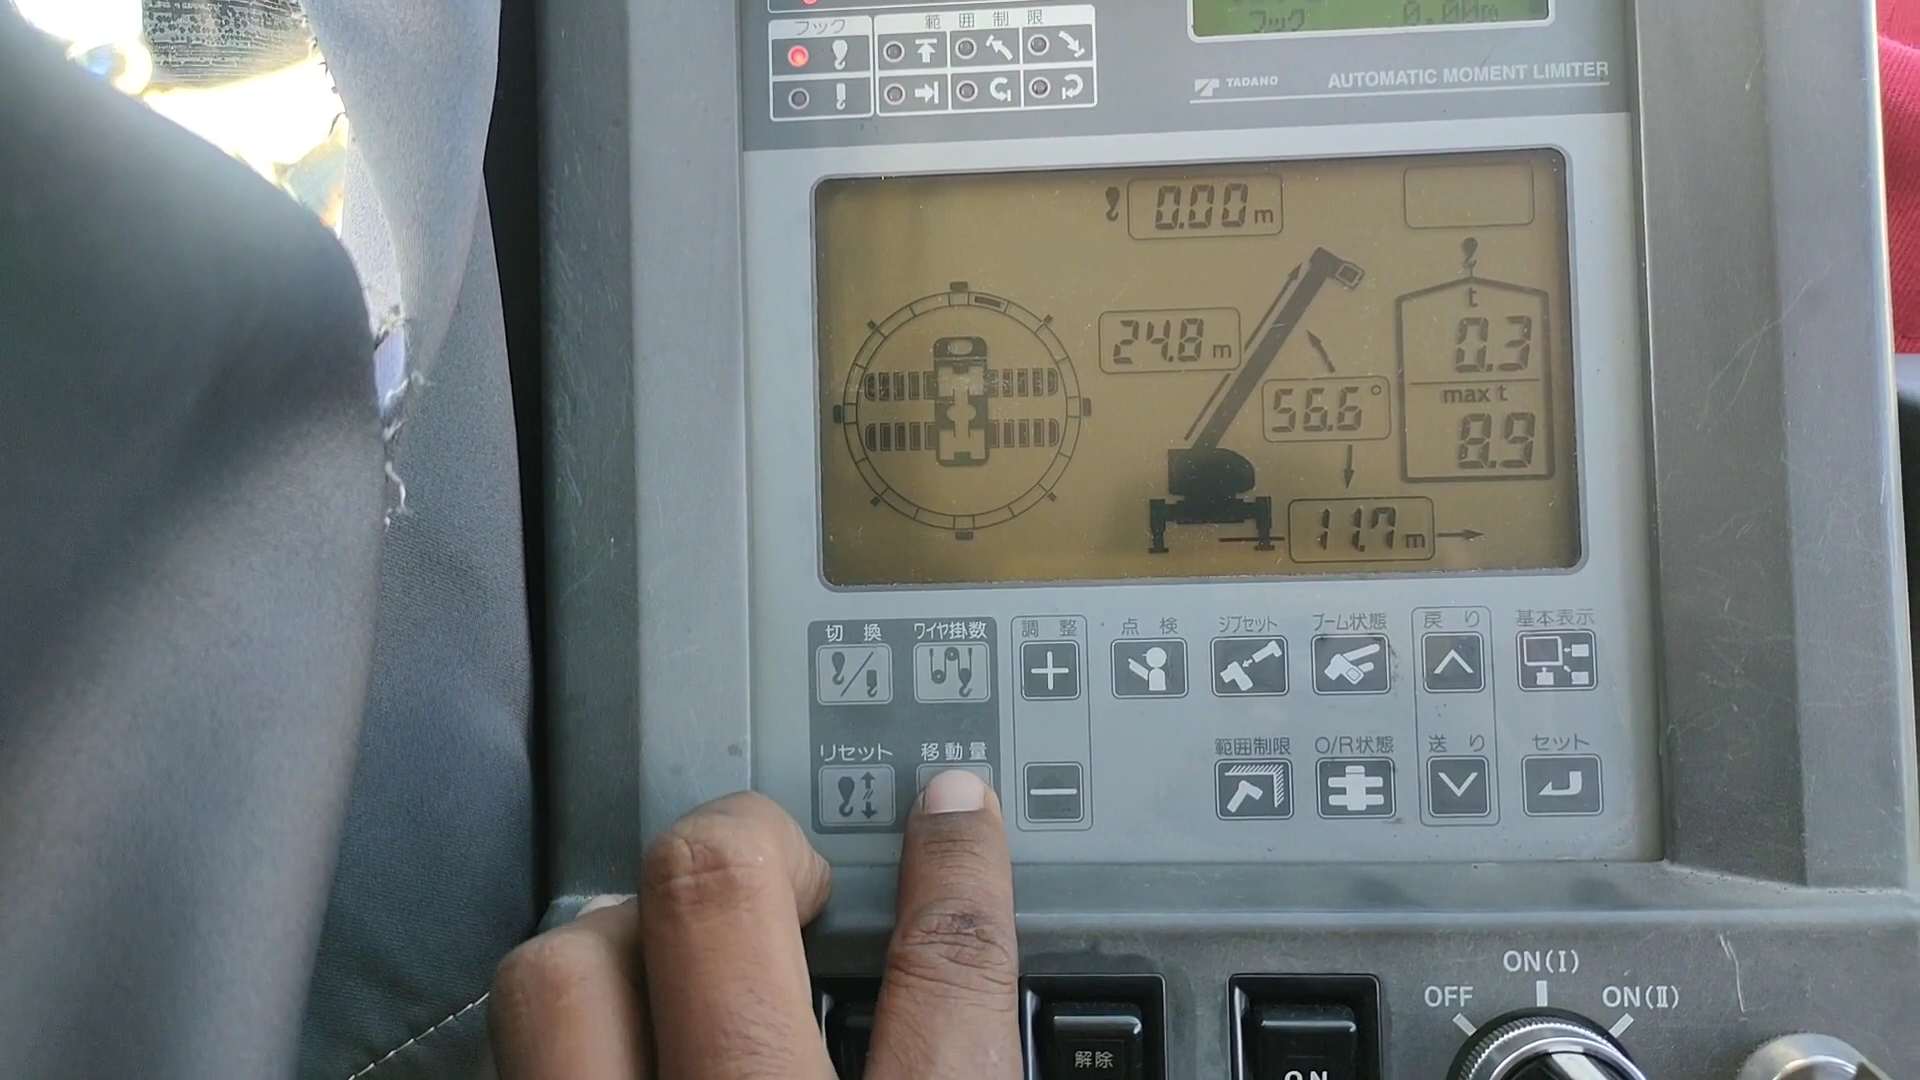 フック 範囲制限
フック 0.00m
TADANO AUTOMATIC MOMENT LIMITER
0.00 m
24.8 m
t
0.3
56.6°
max t
8.9
11.7 m
切換 ワイヤ掛数 調整 点検 ジブセット ブーム状態 戻り 基本表示
リセット 移動量 範囲制限 O/R状態 送り セット
ON(I)
OFF ON(II)
解除
ON